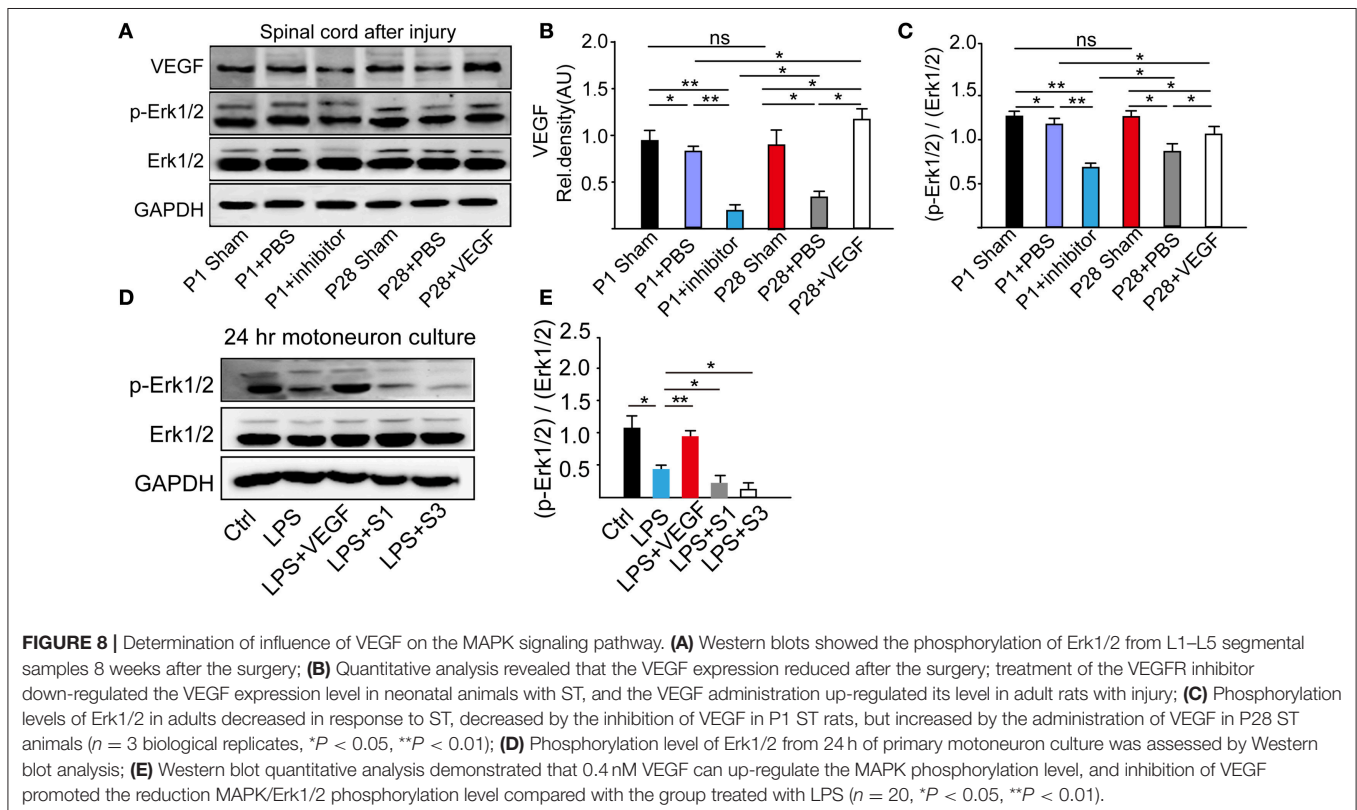 A
Spinal cord after injury
VEGF
p-Erk1/2
Erk1/2
GAPDH
P1 Sham
P1+PBS
P1+inhibitor
P28 Sham
P28+PBS
P28+VEGF
B
VEGF
Rel.density(AU)
2.0
1.5
1.0
0.5
ns
*
** *
* ** * *
* *
P1 Sham
P1+PBS
P1+inhibitor
P28 Sham
P28+PBS
P28+VEGF
C
(p-Erk1/2) / (Erk1/2)
2.0
1.5
1.0
0.5
ns
*
*
** *
* ** * *
P1 Sham
P1+PBS
P1+inhibitor
P28 Sham
P28+PBS
P28+VEGF
D
24 hr motoneuron culture
p-Erk1/2
Erk1/2
GAPDH
Ctrl
LPS
LPS+VEGF
LPS+S1
LPS+S3
E
(p-Erk1/2) / (Erk1/2)
2.5
2.0
1.5
1.0
0.5
*
*
* **
Ctrl
LPS
LPS+VEGF
LPS+S1
LPS+S3
FIGURE 8 | Determination of influence of VEGF on the MAPK signaling pathway. (A) Western blots showed the phosphorylation of Erk1/2 from L1–L5 segmental
samples 8 weeks after the surgery; (B) Quantitative analysis revealed that the VEGF expression reduced after the surgery; treatment of the VEGFR inhibitor
down-regulated the VEGF expression level in neonatal animals with ST, and the VEGF administration up-regulated its level in adult rats with injury; (C) Phosphorylation
levels of Erk1/2 in adults decreased in response to ST, decreased by the inhibition of VEGF in P1 ST rats, but increased by the administration of VEGF in P28 ST
animals (n = 3 biological replicates, *P < 0.05, **P < 0.01); (D) Phosphorylation level of Erk1/2 from 24 h of primary motoneuron culture was assessed by Western
blot analysis; (E) Western blot quantitative analysis demonstrated that 0.4 nM VEGF can up-regulate the MAPK phosphorylation level, and inhibition of VEGF
promoted the reduction MAPK/Erk1/2 phosphorylation level compared with the group treated with LPS (n = 20, *P < 0.05, **P < 0.01).